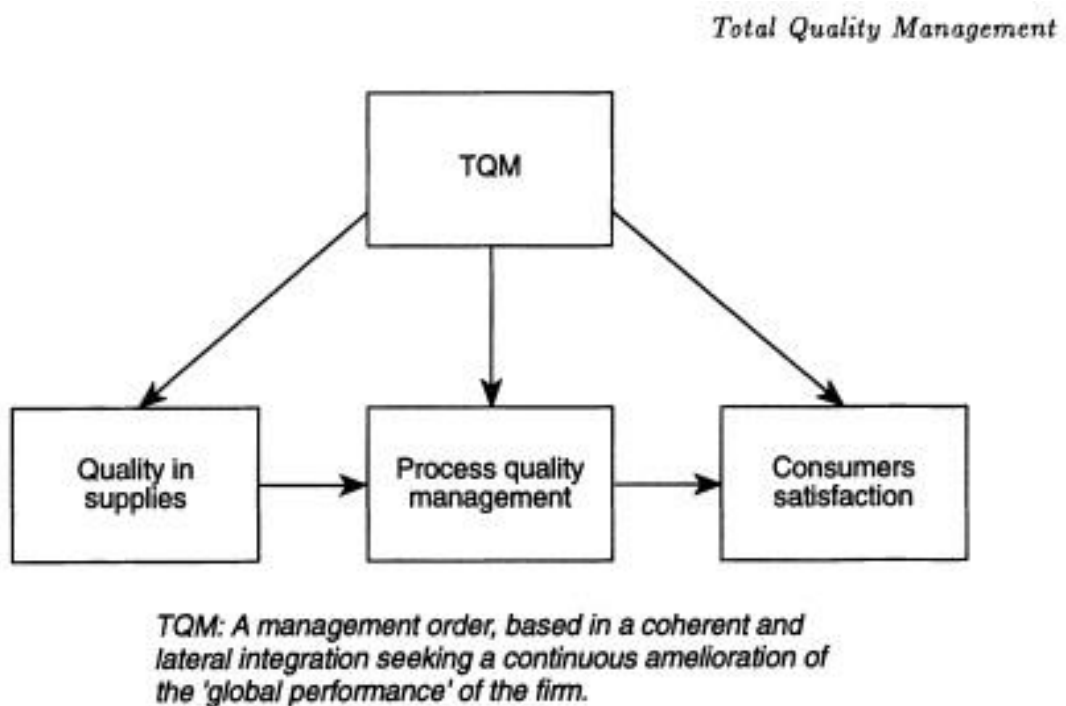 Total Quality Management
TQM
Quality in
supplies
Process quality
management
Consumers
satisfaction
TQM: A management order, based in a coherent and
lateral integration seeking a continuous amelioration of
the 'global performance' of the firm.